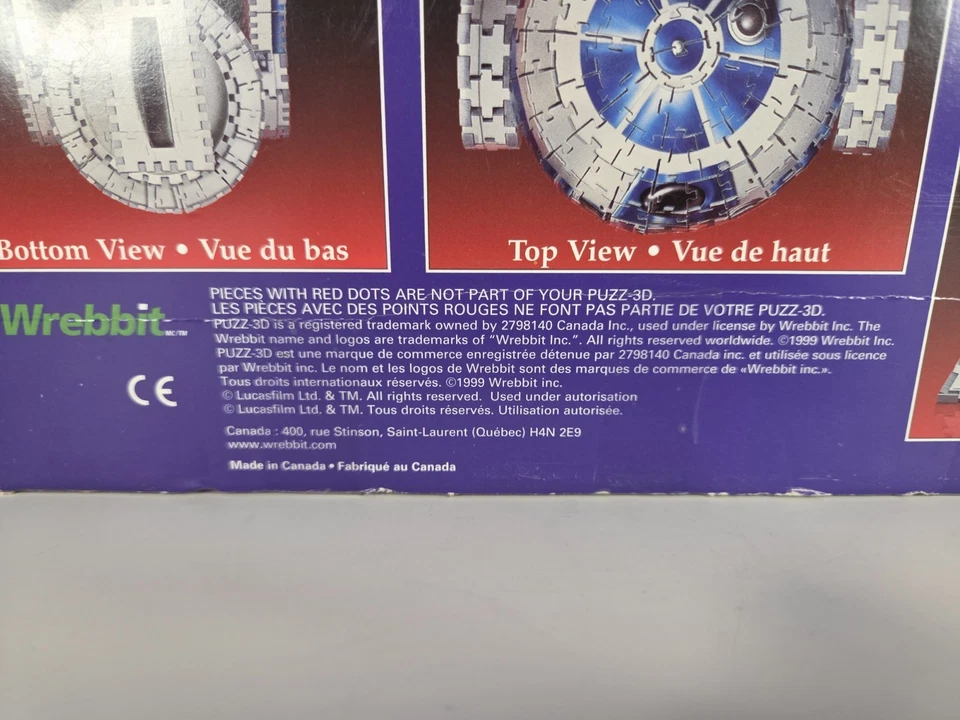 Bottom View • Vue du bas
Top View • Vue de haut
Wrebbit MC/TM
PIECES WITH RED DOTS ARE NOT PART OF YOUR PUZZ-3D.
LES PIÈCES AVEC DES POINTS ROUGES NE FONT PAS PARTIE DE VOTRE PUZZ-3D.
PUZZ-3D is a registered trademark owned by 2798140 Canada Inc., used under license by Wrebbit Inc. The
Wrebbit name and logos are trademarks of “Wrebbit Inc.”. All rights reserved worldwide. ©1999 Wrebbit Inc.
PUZZ-3D est une marque de commerce enregistrée détenue par 2798140 Canada inc. et utilisée sous licence
par Wrebbit inc. Le nom et les logos de Wrebbit sont des marques de commerce de «Wrebbit inc.».
Tous droits internationaux réservés. ©1999 Wrebbit inc.
© Lucasfilm Ltd. & TM. All rights reserved. Used under autorisation
© Lucasfilm Ltd. & TM. Tous droits réservés. Utilisation autorisée.
CE
Canada : 400, rue Stinson, Saint-Laurent (Québec) H4N 2E9
www.wrebbit.com
Made in Canada • Fabriqué au Canada